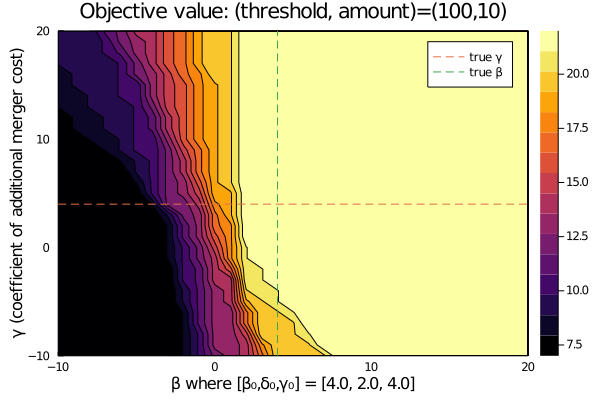 Objective value: (threshold, amount)=(100,10)
γ (coefficient of additional merger cost)
20
10
0
−10
−10
0
10
20
β where [β₀,δ₀,γ₀] = [4.0, 2.0, 4.0]
true γ
true β
20.0
17.5
15.0
12.5
10.0
7.5